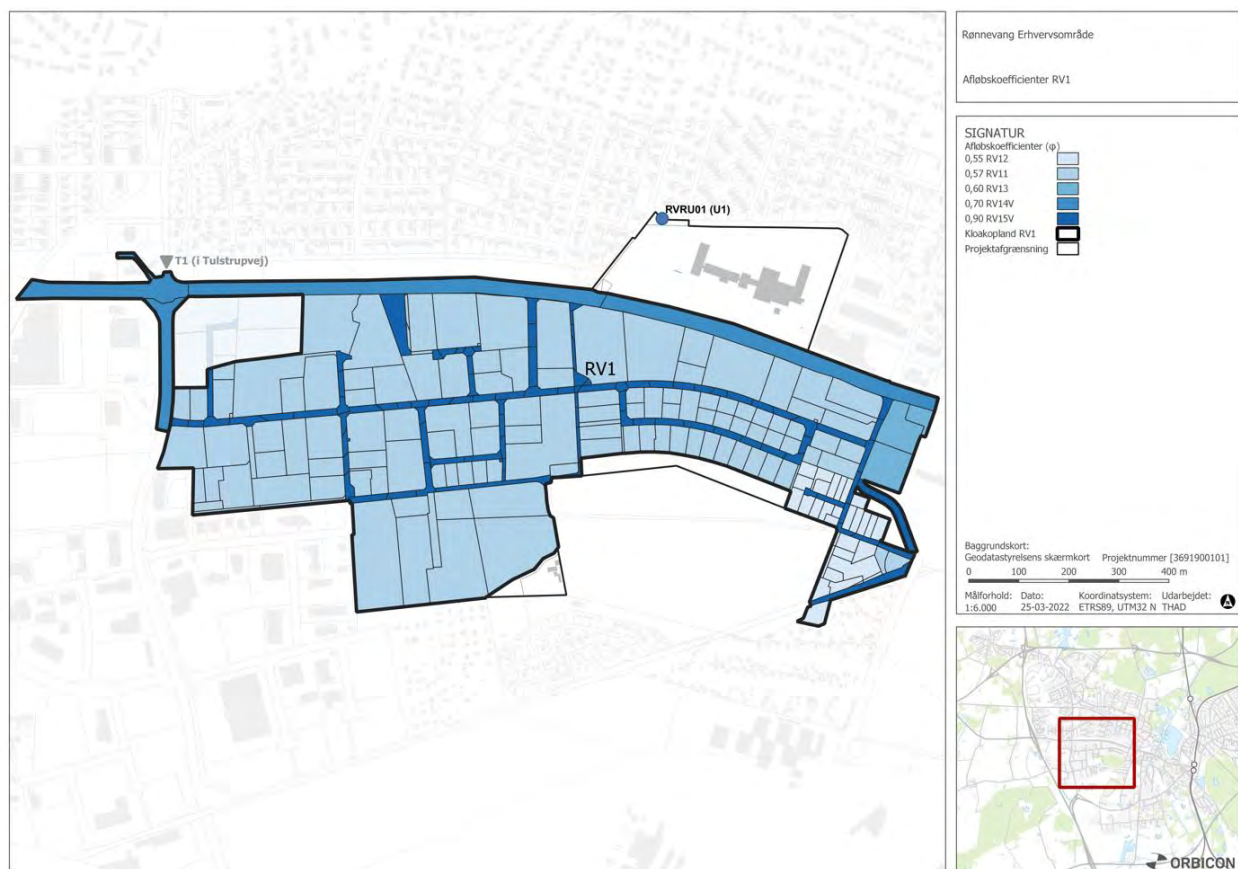 RVRU01 (U1)
T1 (i Tulstrupvej)
RV1
Rønnevang Erhvervsområde
Afløbskoefficienter RV1
SIGNATUR
Afløbskoefficienter (φ)
0,55 RV12
0,57 RV11
0,60 RV13
0,70 RV14V
0,90 RV15V
Kloakopland RV1
Projektafgrænsning
Baggrundskort:
Geodatastyrelsens skærmkort Projektnummer [3691900101]
0 100 200 300 400 m
Målforhold: Dato: Koordinatsystem: Udarbejdet:
1:6.000 25-03-2022 ETRS89, UTM32 N THAD
ORBICON